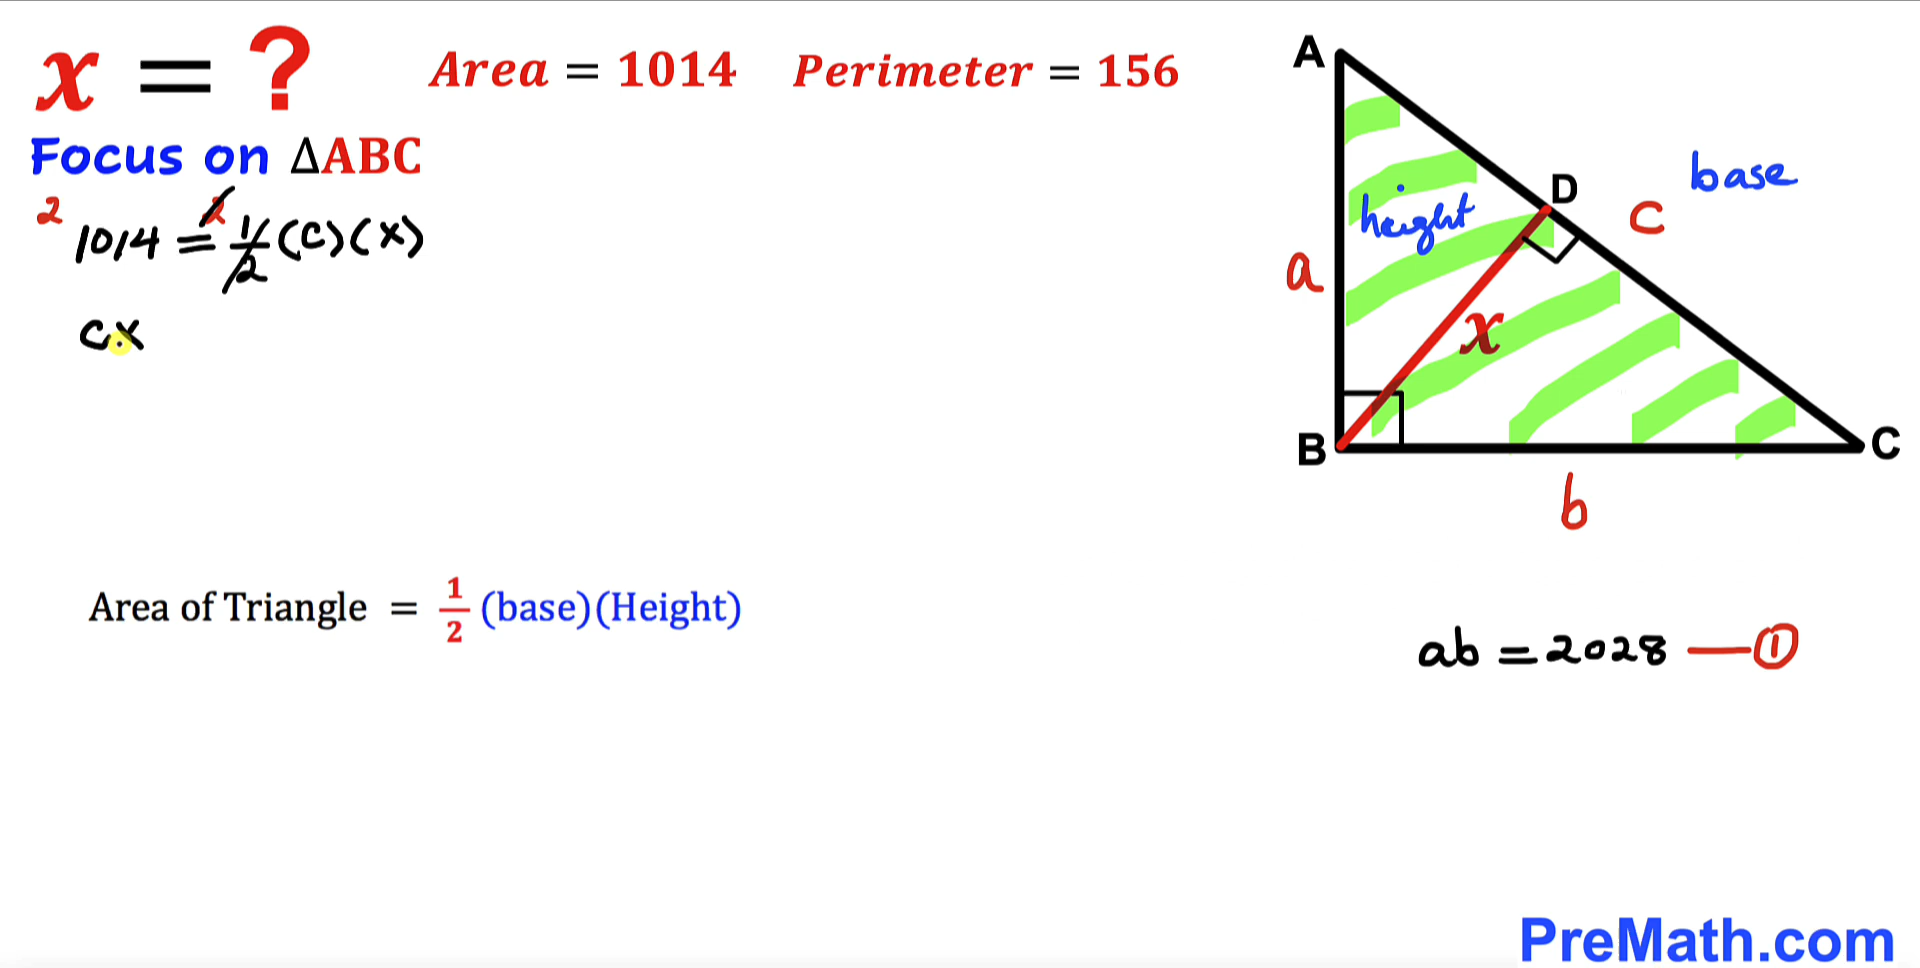 x = ?
Area = 1014 Perimeter = 156
Focus on ΔABC
2 1014 = 2 1/2 (c)(x)
cx
Area of Triangle = 1/2 (base)(Height)
A
D
base
c
height
a
x
B
C
b
ab = 2028 — ①
PreMath.com